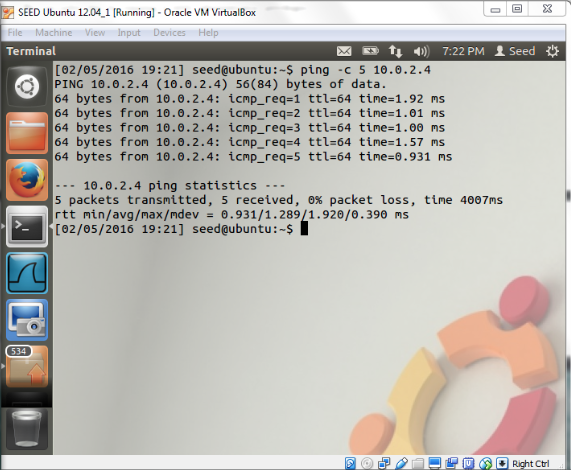 SEED Ubuntu 12.04_1 [Running] - Oracle VM VirtualBox
File Machine View Input Devices Help
Terminal 7:22 PM Seed
[02/05/2016 19:21] seed@ubuntu:~$ ping -c 5 10.0.2.4
PING 10.0.2.4 (10.0.2.4) 56(84) bytes of data.
64 bytes from 10.0.2.4: icmp_req=1 ttl=64 time=1.92 ms
64 bytes from 10.0.2.4: icmp_req=2 ttl=64 time=1.01 ms
64 bytes from 10.0.2.4: icmp_req=3 ttl=64 time=1.00 ms
64 bytes from 10.0.2.4: icmp_req=4 ttl=64 time=1.57 ms
64 bytes from 10.0.2.4: icmp_req=5 ttl=64 time=0.931 ms
--- 10.0.2.4 ping statistics ---
5 packets transmitted, 5 received, 0% packet loss, time 4007ms
rtt min/avg/max/mdev = 0.931/1.289/1.920/0.390 ms
[02/05/2016 19:21] seed@ubuntu:~$
534
Right Ctrl